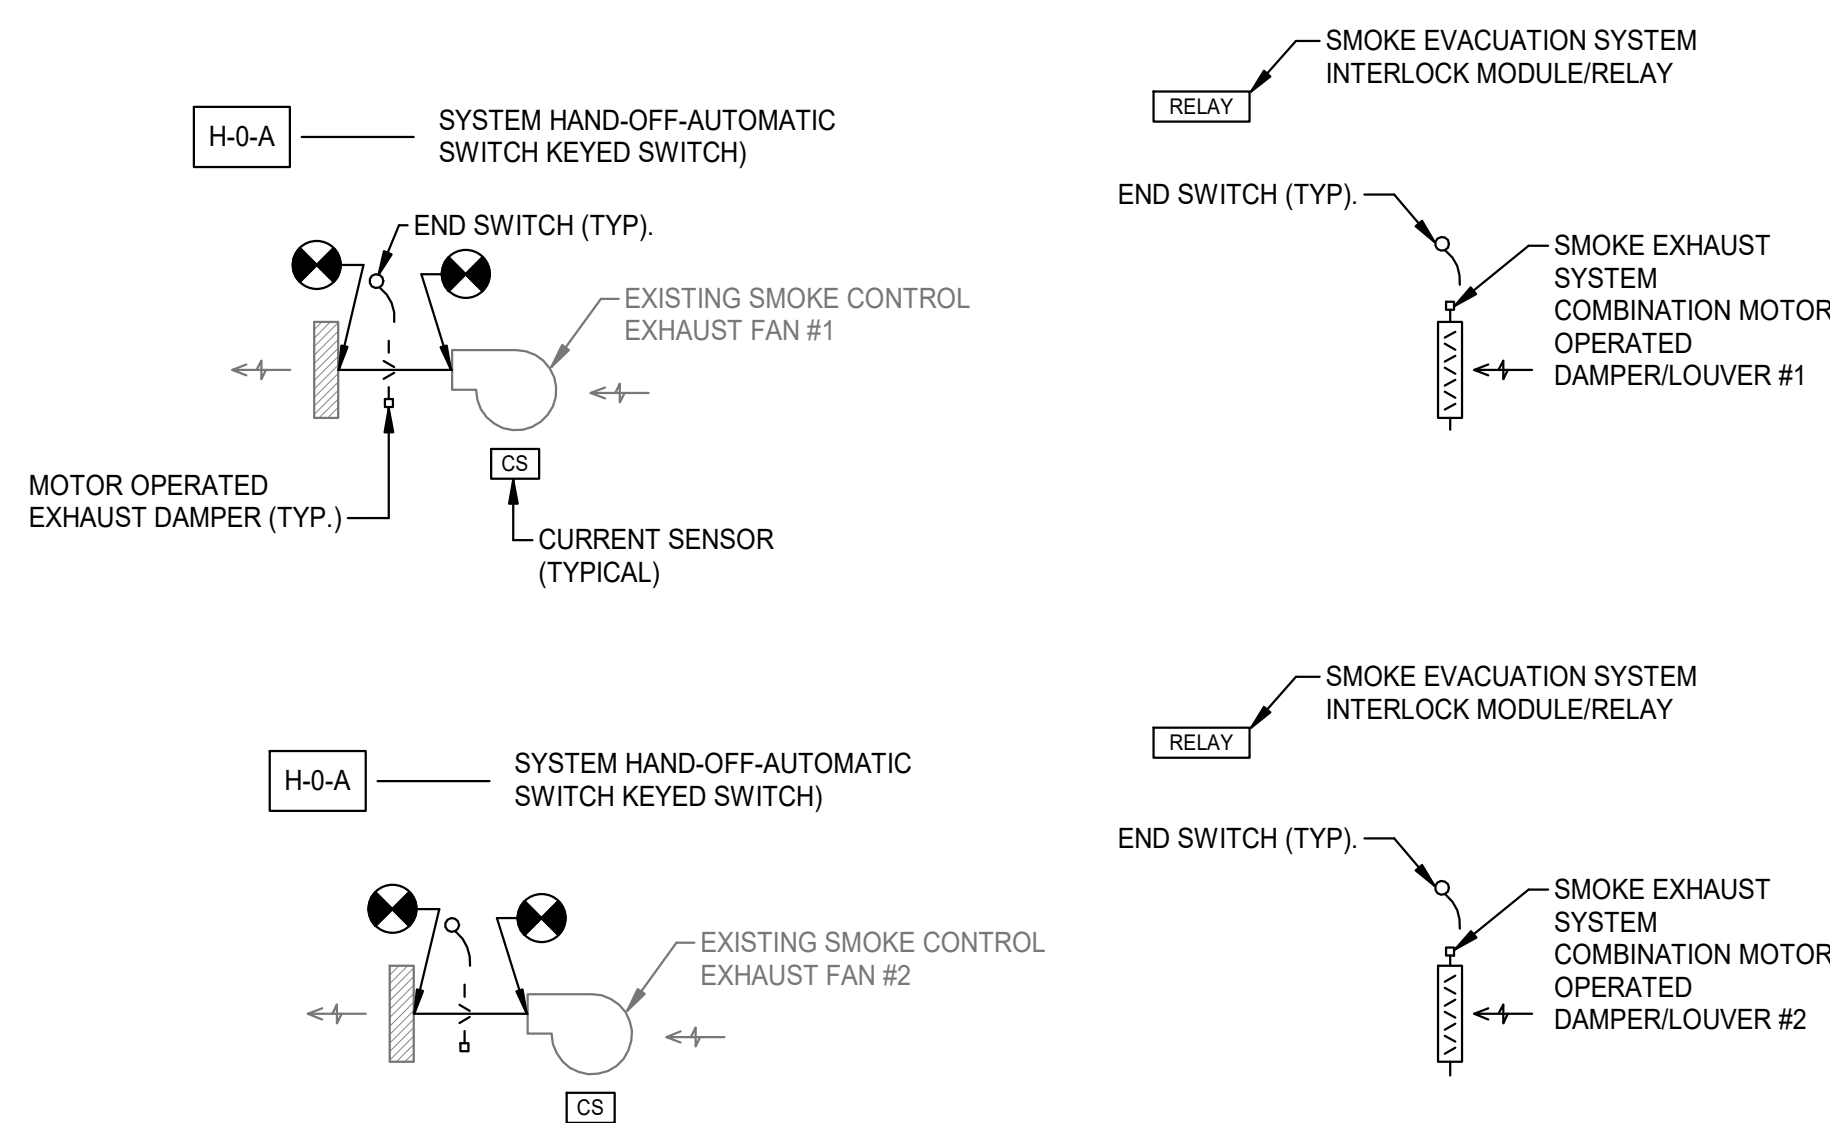 SMOKE EVACUATION SYSTEM
INTERLOCK MODULE/RELAY
RELAY
H-0-A
SYSTEM HAND-OFF-AUTOMATIC
SWITCH KEYED SWITCH)
END SWITCH (TYP).
END SWITCH (TYP).
EXISTING SMOKE CONTROL
EXHAUST FAN #1
SMOKE EXHAUST
SYSTEM
COMBINATION MOTOR
OPERATED
DAMPER/LOUVER #1
CS
MOTOR OPERATED
EXHAUST DAMPER (TYP.)
CURRENT SENSOR
(TYPICAL)
SMOKE EVACUATION SYSTEM
INTERLOCK MODULE/RELAY
RELAY
H-0-A
SYSTEM HAND-OFF-AUTOMATIC
SWITCH KEYED SWITCH)
END SWITCH (TYP).
EXISTING SMOKE CONTROL
EXHAUST FAN #2
SMOKE EXHAUST
SYSTEM
COMBINATION MOTOR
OPERATED
DAMPER/LOUVER #2
CS